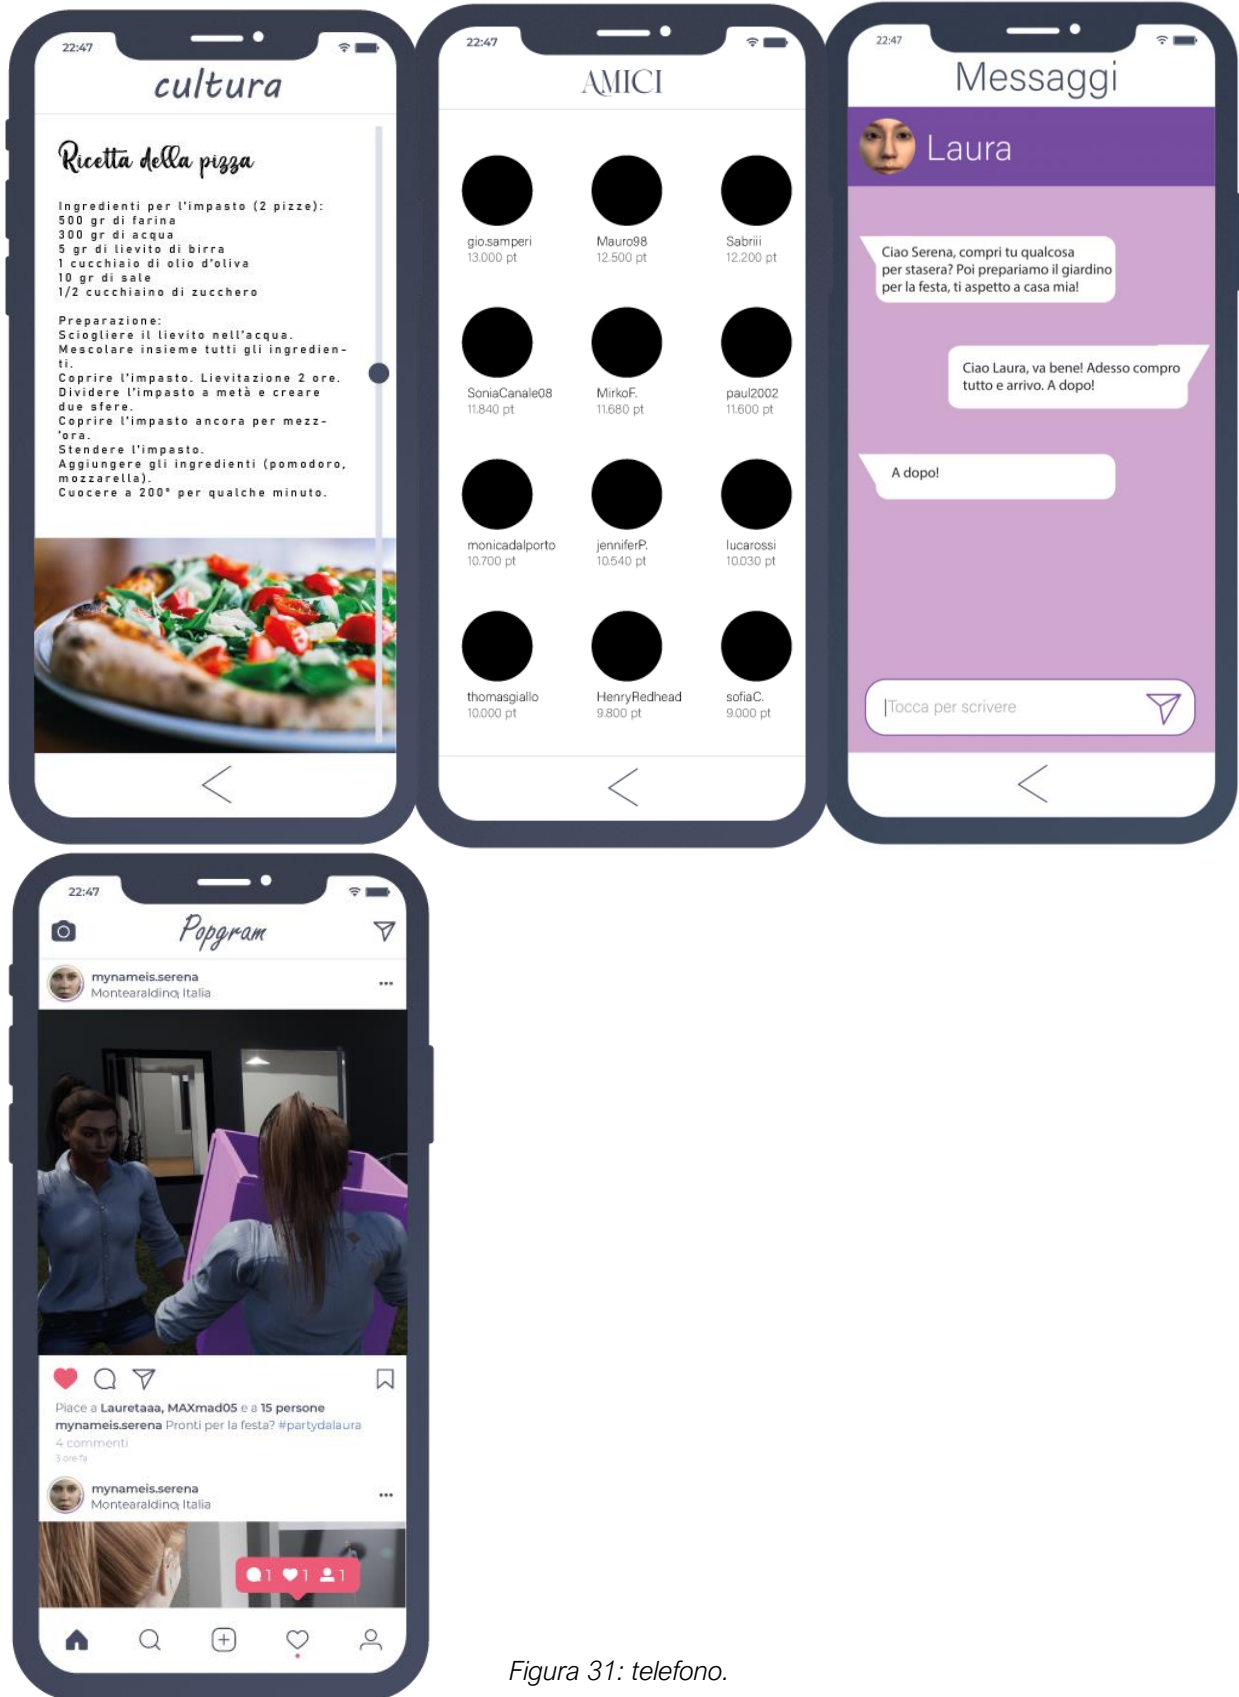 22:47
cultura
Ricetta della pizza
Ingredienti per l'impasto (2 pizze):
500 gr di farina
300 gr di acqua
5 gr di lievito di birra
1 cucchiaio di olio d'oliva
10 gr di sale
1/2 cucchiaino di zucchero
Preparazione:
Sciogliere il lievito nell'acqua.
Mescolare insieme tutti gli ingredien-
ti.
Coprire l'impasto. Lievitazione 2 ore.
Dividere l'impasto a metà e creare
due sfere.
Coprire l'impasto ancora per mezz-
'ora.
Stendere l'impasto.
Aggiungere gli ingredienti (pomodoro,
mozzarella).
Cuocere a 200° per qualche minuto.
22:47
AMICI
gio.samperi Mauro98 Sabriii
13.000 pt 12.500 pt 12.200 pt
SoniaCanale08 MirkoF. paul2002
11.840 pt 11.680 pt 11.600 pt
monicadalporto jenniferP. lucarossi
10.700 pt 10.540 pt 10.030 pt
thomasgiallo HenryRedhead sofiaC.
10.000 pt 9.800 pt 9.000 pt
22:47
Messaggi
Laura
Ciao Serena, compri tu qualcosa
per stasera? Poi prepariamo il giardino
per la festa, ti aspetto a casa mia!
Ciao Laura, va bene! Adesso compro
tutto e arrivo. A dopo!
A dopo!
Tocca per scrivere
22:47
Popgram
mynameis.serena
Montearaldino, Italia
Piace a Lauretaaa, MAXmad05 e a 15 persone
mynameis.serena Pronti per la festa? #partydalaura
4 commenti
3 ore fa
mynameis.serena
Montearaldino, Italia
1 1 1
Figura 31: telefono.